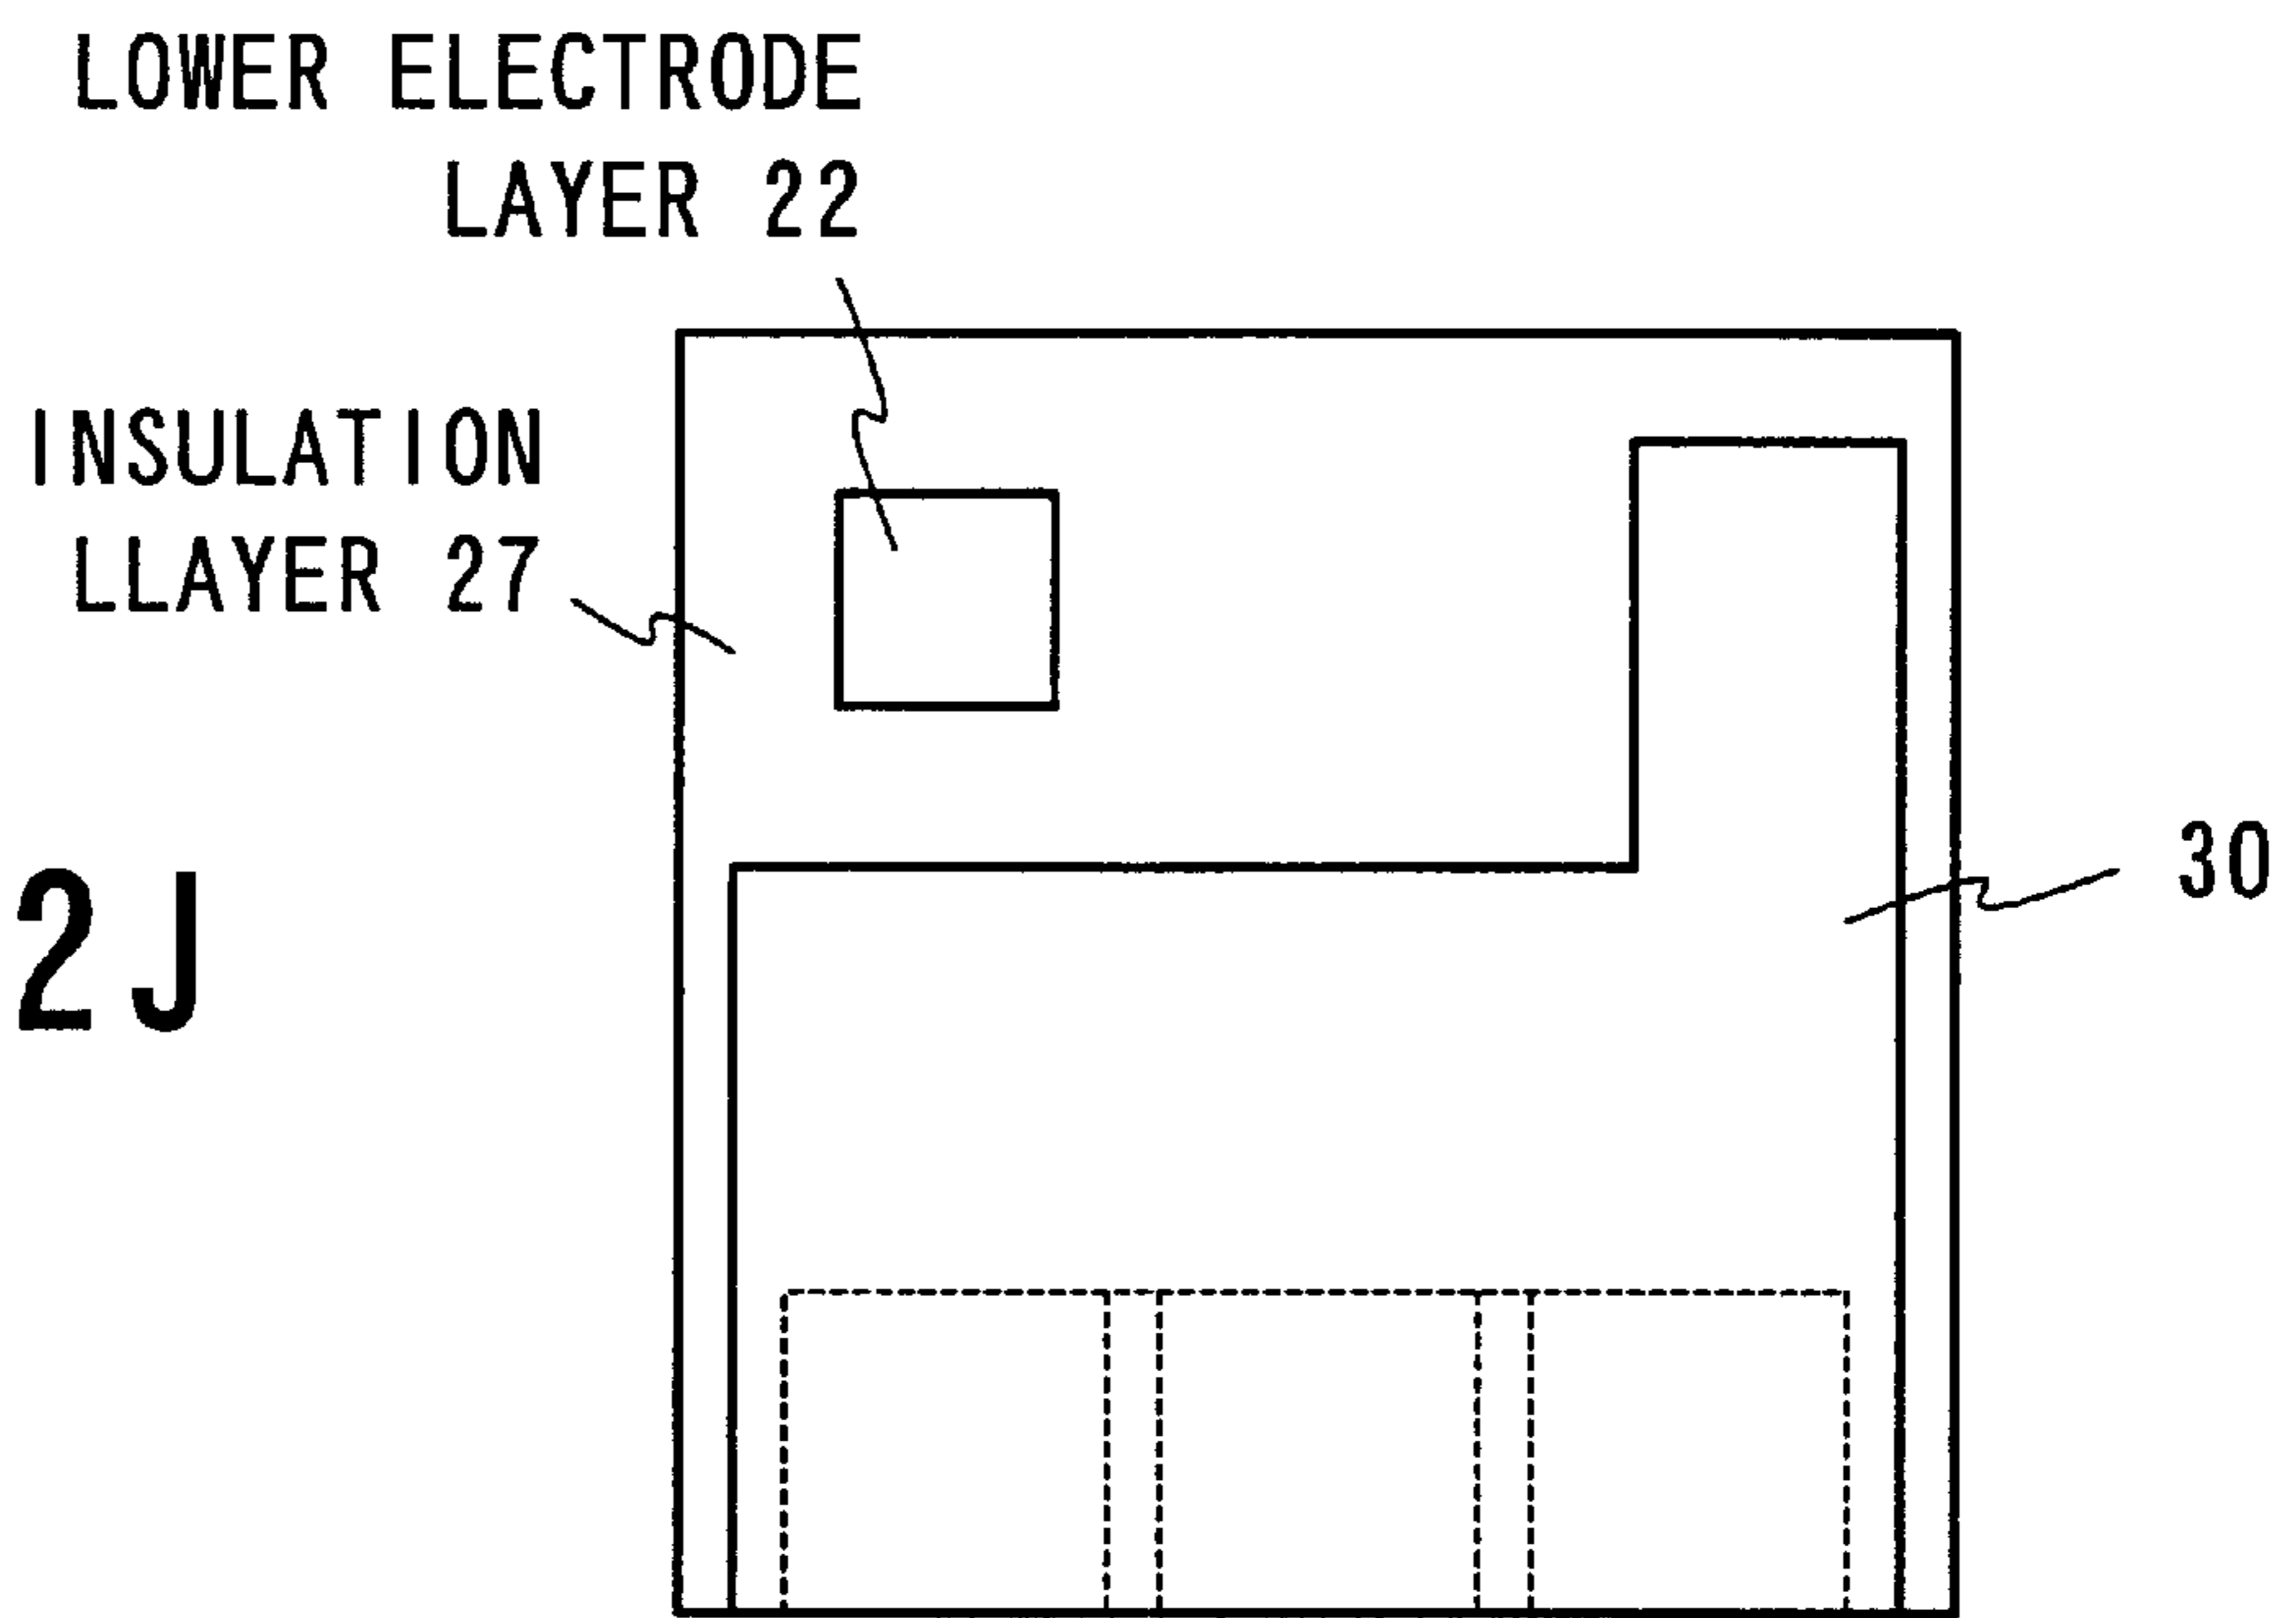 LOWER ELECTRODE
LAYER 22
INSULATION
LLAYER 27
2J
30